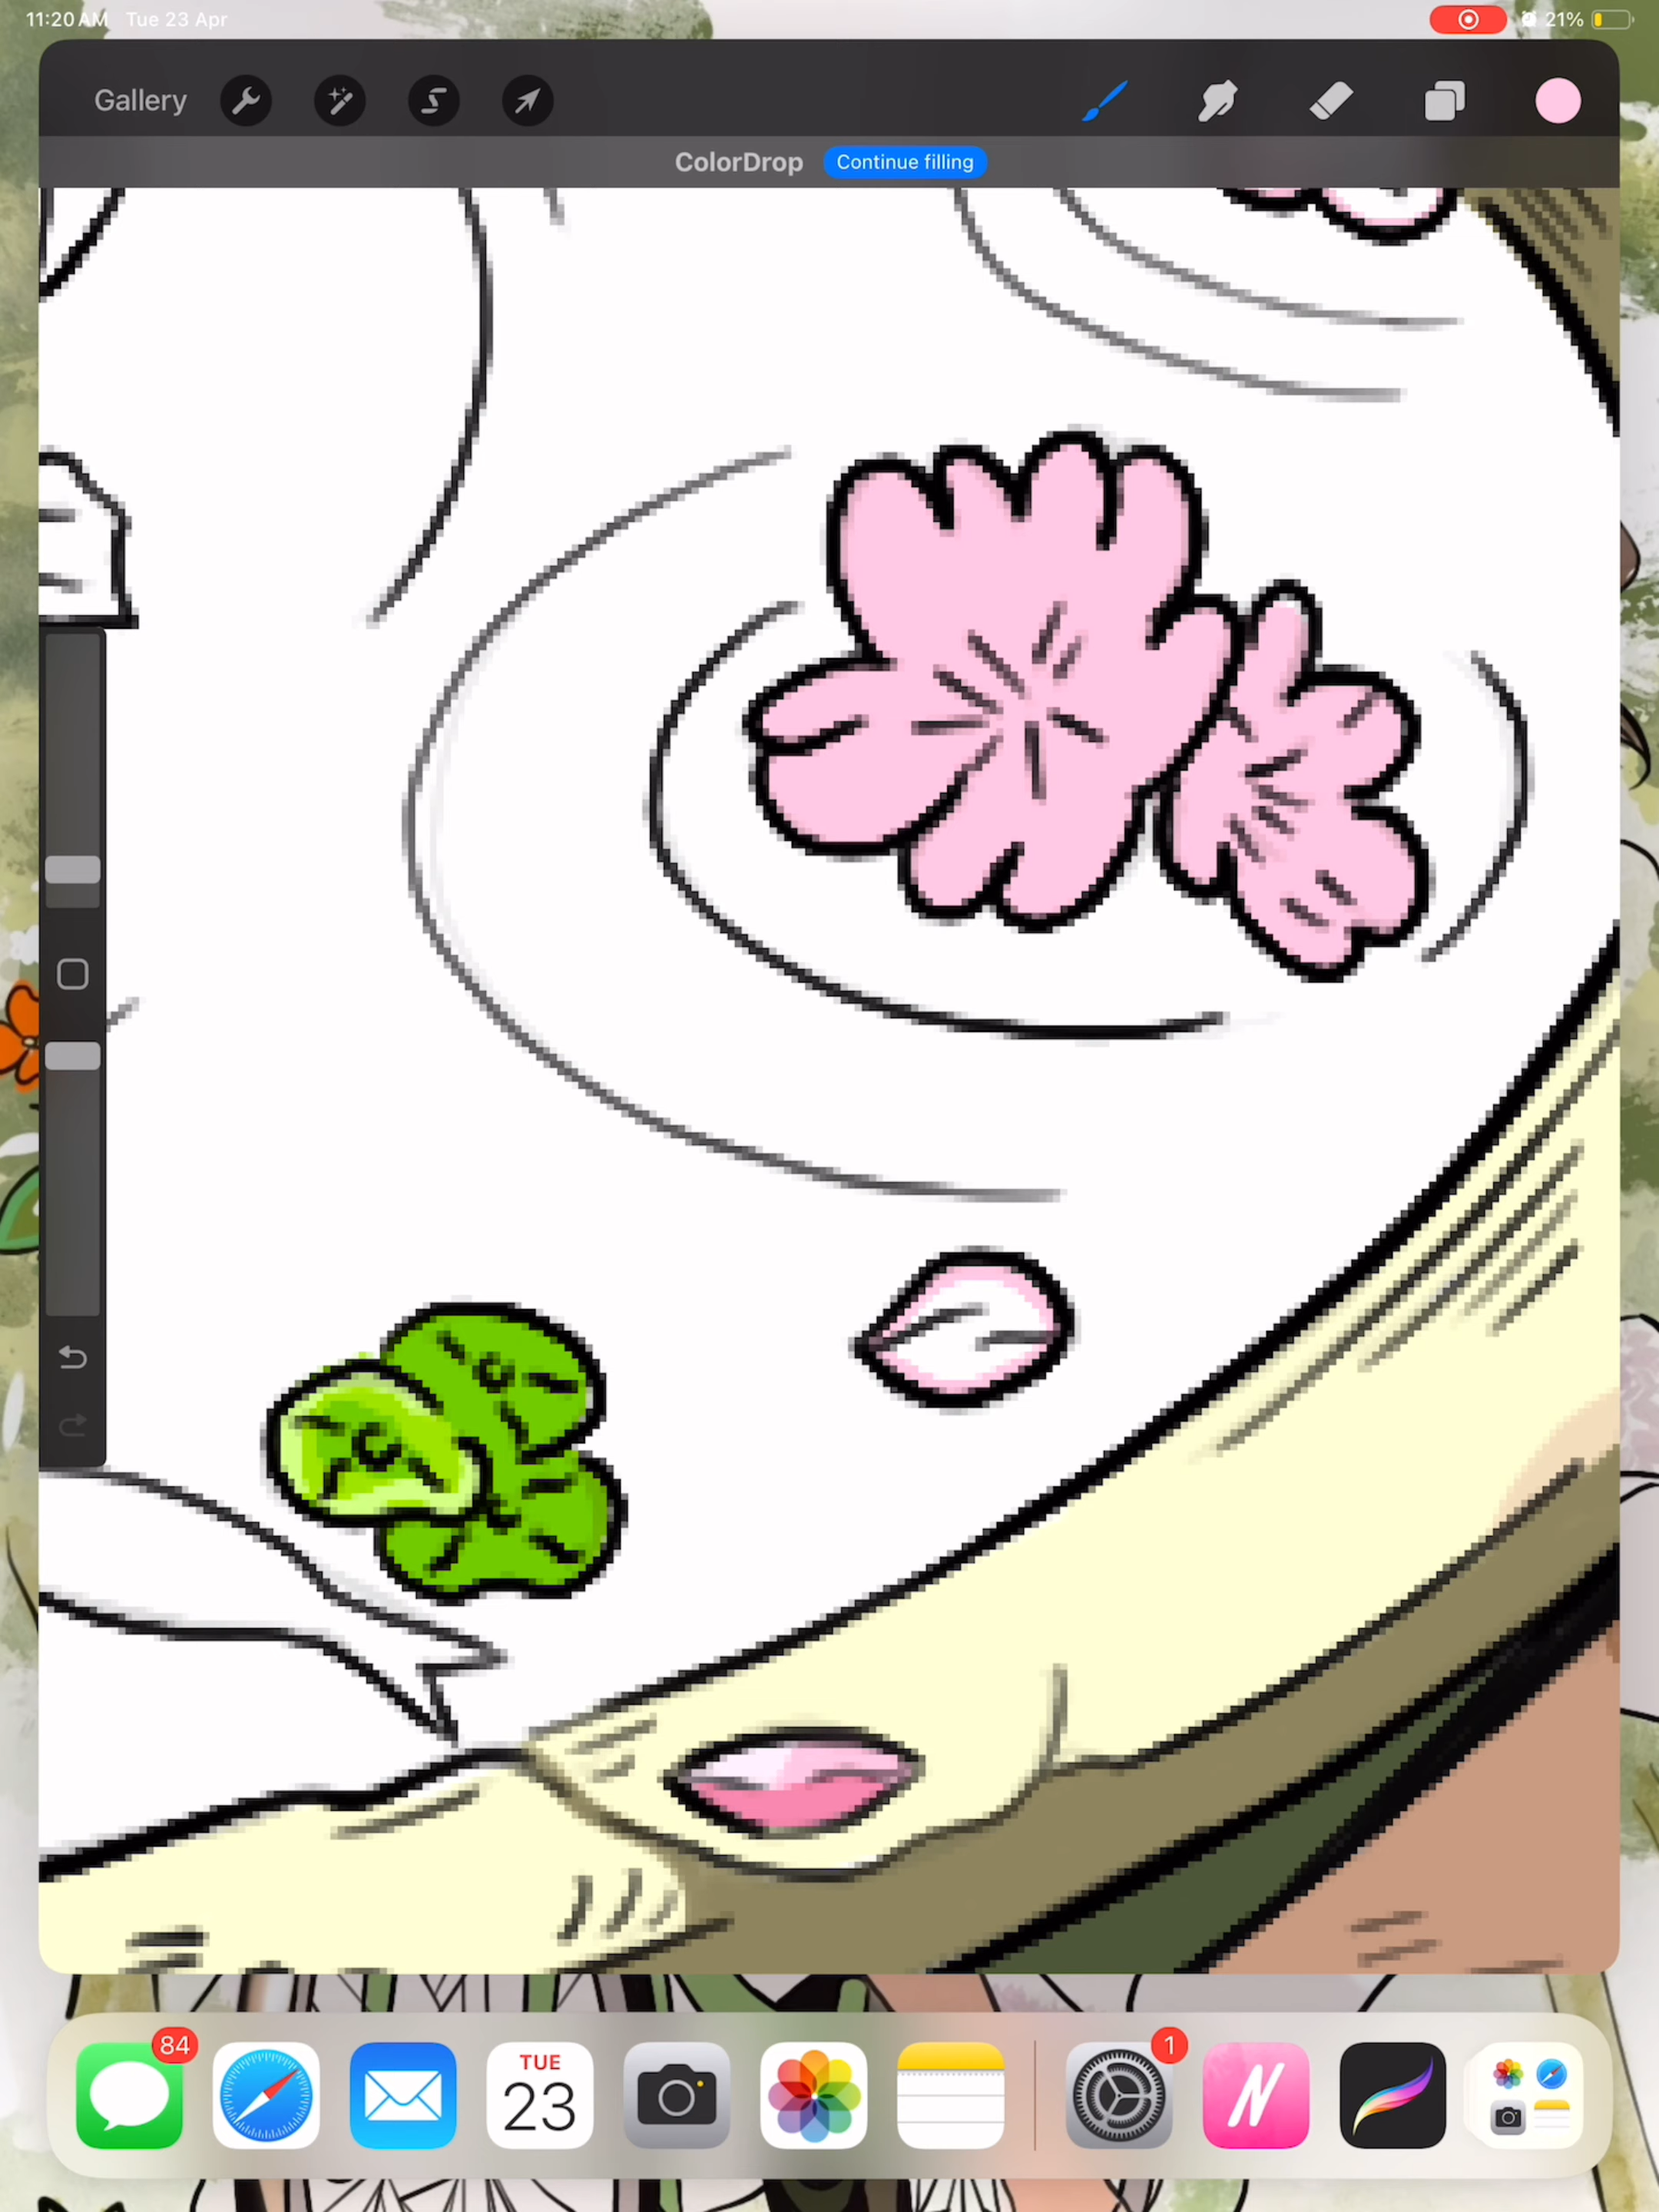 11:20 AM Tue 23 Apr
21%
Gallery
ColorDrop Continue filling
84
TUE
23
1
N